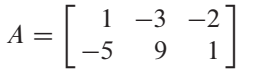 A = [ 1 −3 −2
−5 9 1 ]